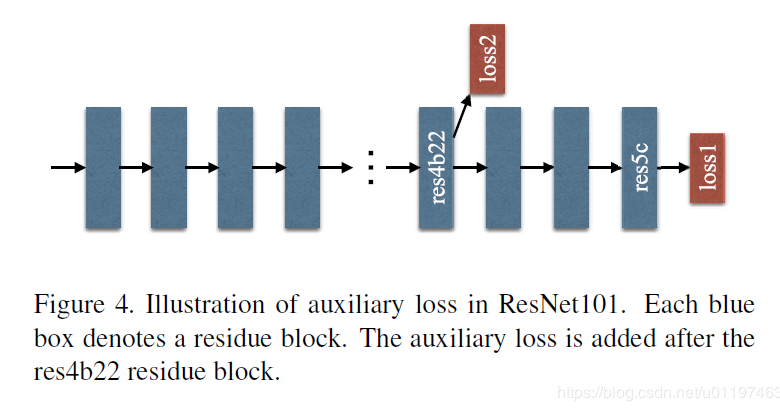 loss2
res4b22
res5c
loss1
Figure 4. Illustration of auxiliary loss in ResNet101. Each blue
box denotes a residue block. The auxiliary loss is added after the
res4b22 residue block.
https://blog.csdn.net/u01197463